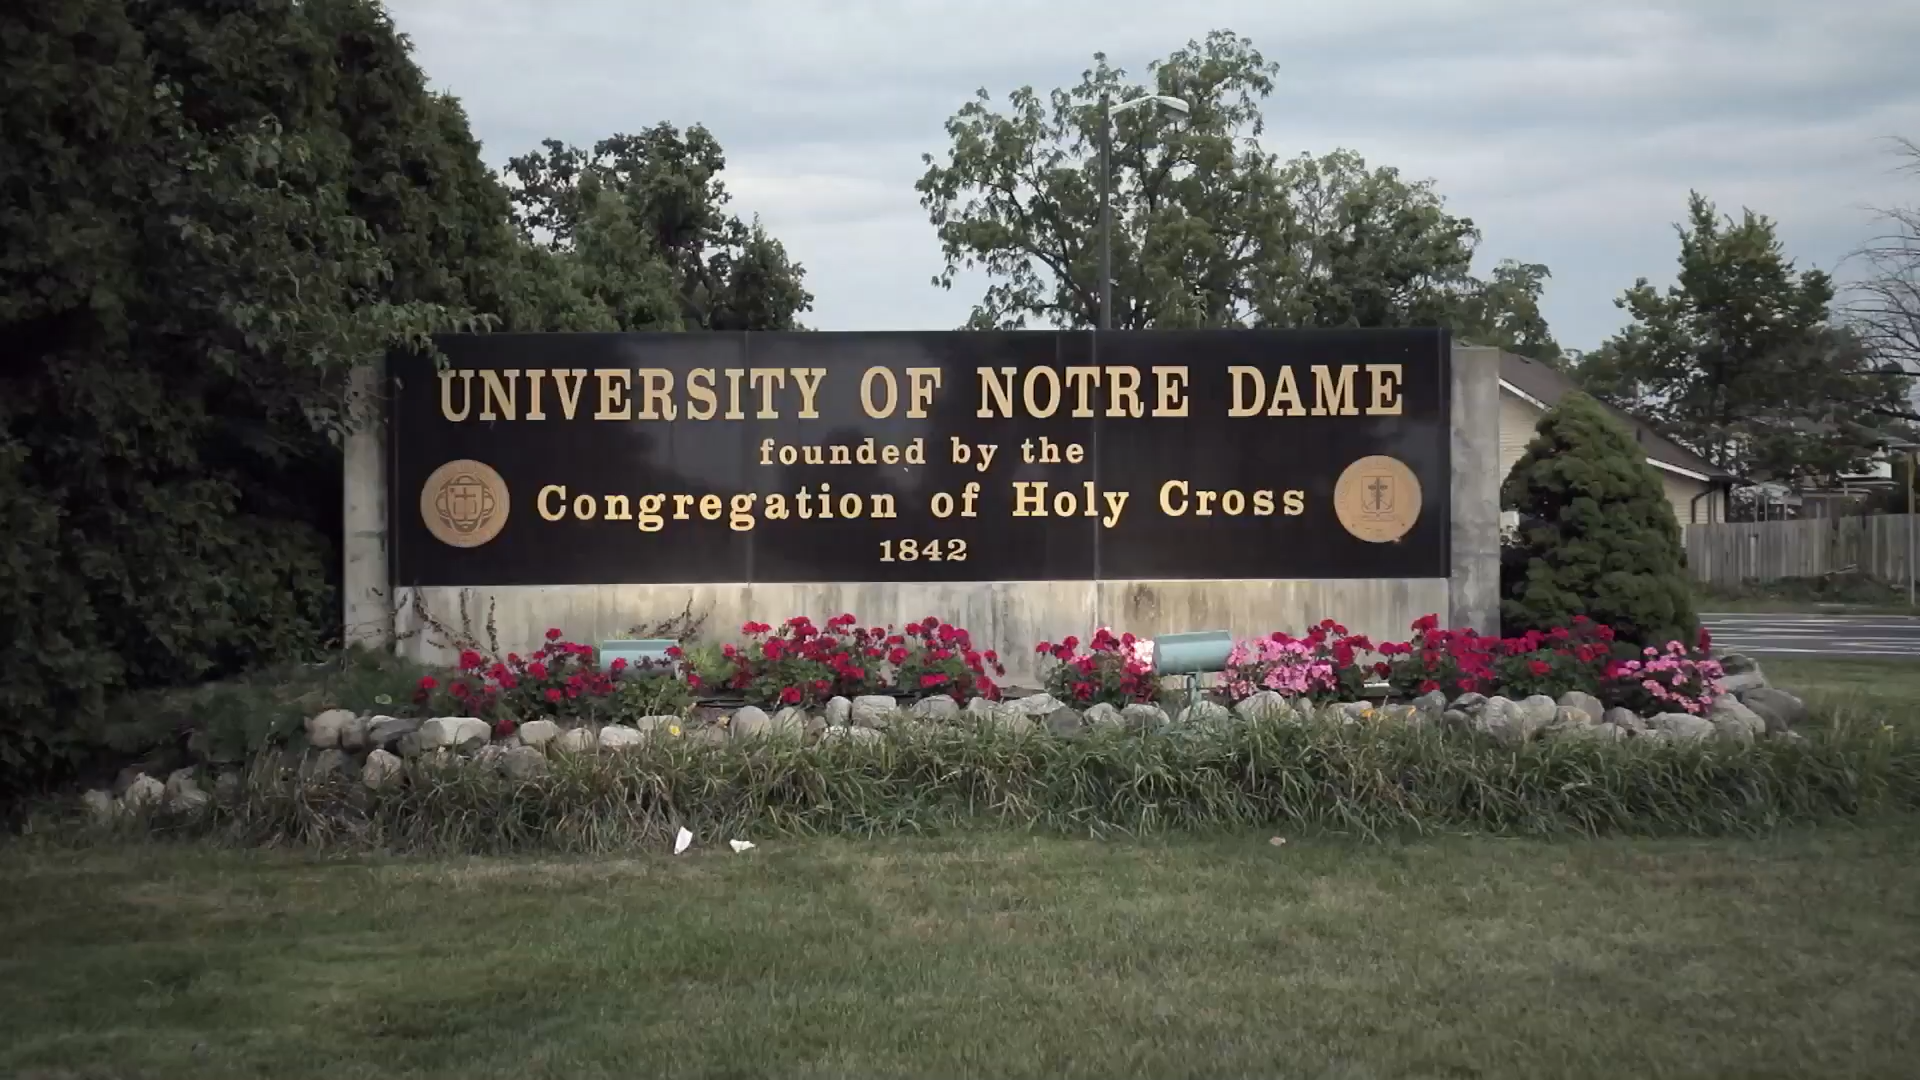 UNIVERSITY OF NOTRE DAME
founded by the
Congregation of Holy Cross
1842